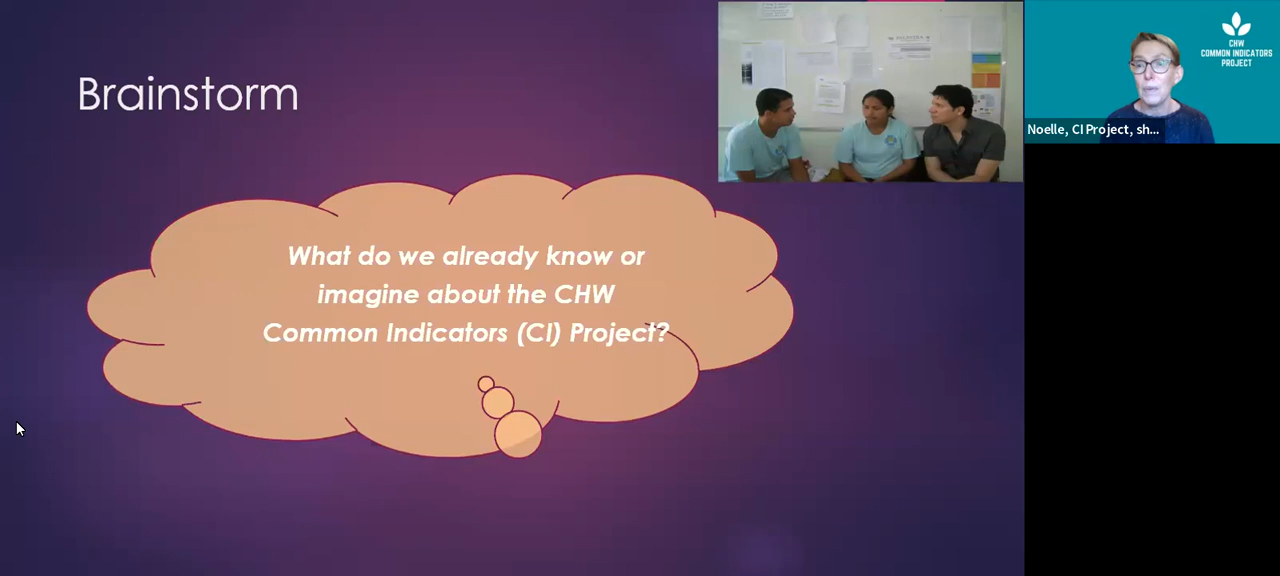 Brainstorm
What do we already know or
imagine about the CHW
Common Indicators (CI) Project?
CHW
COMMON INDICATORS
PROJECT
Noelle, CI Project, sh...